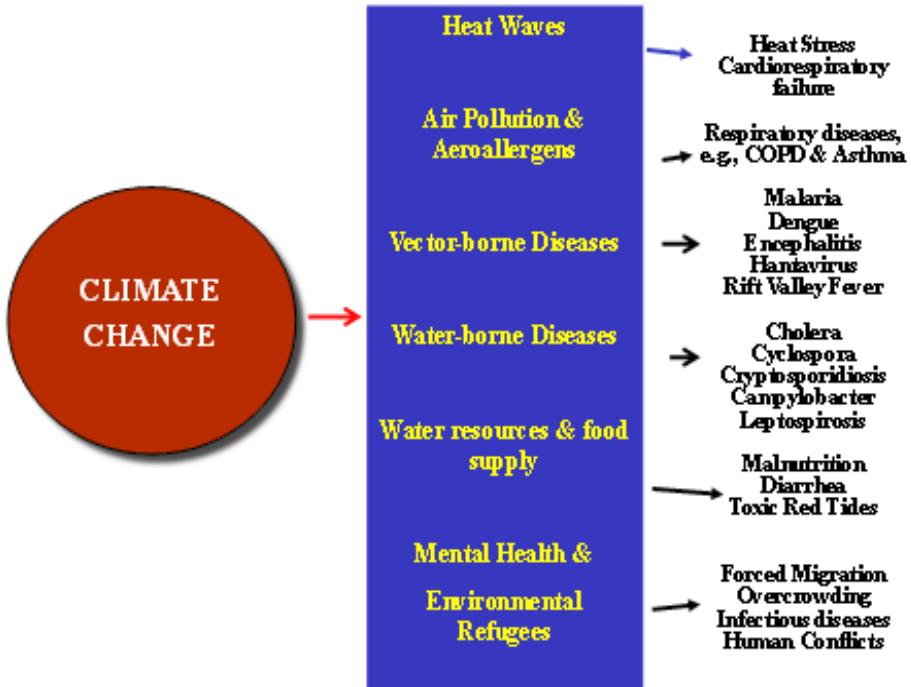 CLIMATE
CHANGE
Heat Waves
Air Pollution &
Aeroallergens
Vector-borne Diseases
Water-borne Diseases
Water resources & food
supply
Mental Health &
Environmental
Refugees
Heat Stress
Cardiorespiratory
failure
Respiratory diseases,
e.g., COPD & Asthma
Malaria
Dengue
Encephalitis
Hantavirus
Rift Valley Fever
Cholera
Cyclospora
Cryptosporidiosis
Campylobacter
Leptospirosis
Malnutrition
Diarrhea
Toxic Red Tides
Forced Migration
Overcrowding
Infectious diseases
Human Conflicts